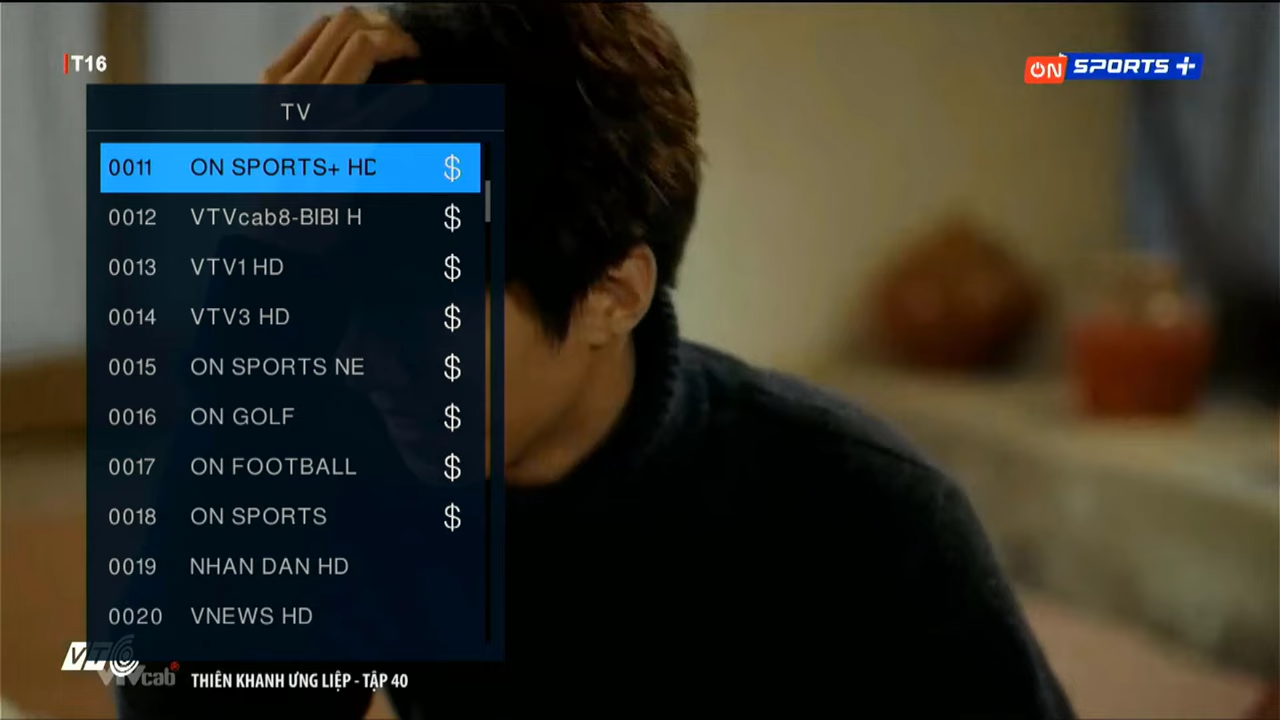 T16
ON SPORTS+
TV
0011 ON SPORTS+ HD $
0012 VTVcab8-BIBI H $
0013 VTV1 HD $
0014 VTV3 HD $
0015 ON SPORTS NE $
0016 ON GOLF $
0017 ON FOOTBALL $
0018 ON SPORTS $
0019 NHAN DAN HD
0020 VNEWS HD
VTC
VTVcab
THIÊN KHANH ƯNG LIỆP - TẬP 40